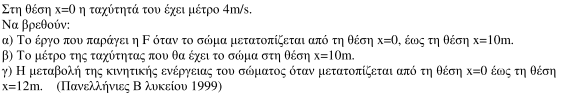 Στη θέση x=0 η ταχύτητά του έχει μέτρο 4m/s.
Να βρεθούν:
α) Το έργο που παράγει η F όταν το σώμα μετατοπίζεται από τη θέση x=0, έως τη θέση x=10m.
β) Το μέτρο της ταχύτητας που θα έχει το σώμα στη θέση x=10m.
γ) Η μεταβολή της κινητικής ενέργειας του σώματος όταν μετατοπίζεται από τη θέση x=0 έως τη θέση
x=12m. (Πανελλήνιες Β λυκείου 1999)